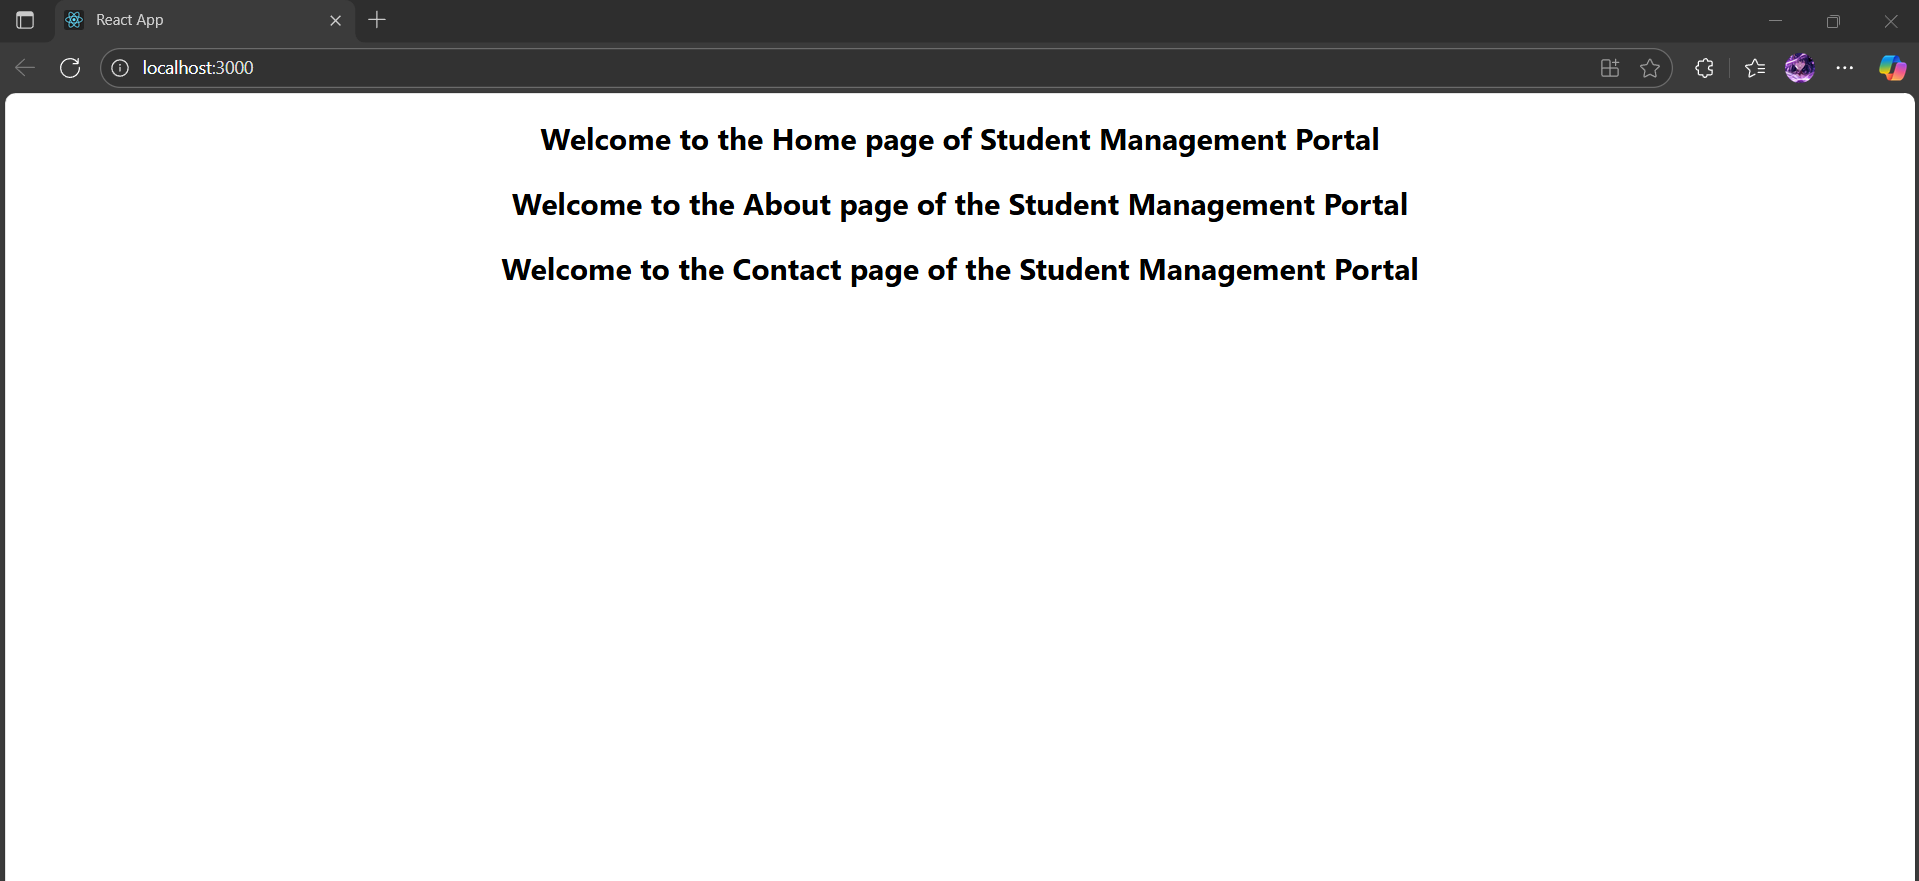 React App
localhost:3000
Welcome to the Home page of Student Management Portal
Welcome to the About page of the Student Management Portal
Welcome to the Contact page of the Student Management Portal